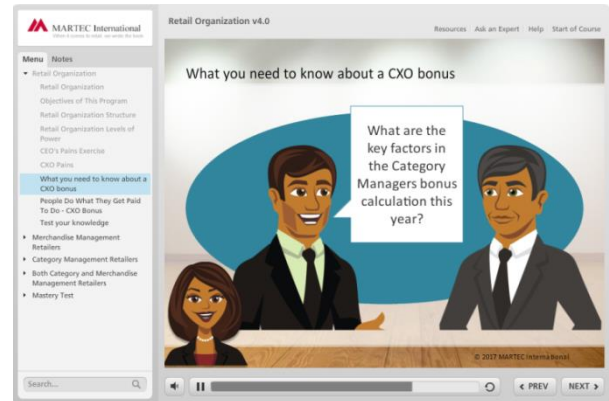 MARTEC International
Retail Organization v4.0
Resources Ask an Expert Help Start of Course
Menu Notes
Retail Organization
Retail Organization
Objectives of This Program
Retail Organization Structure
Retail Organization Levels of
Power
CEO's Pains Exercise
CXO Pains
What you need to know about a
CXO bonus
People Do What They Get Paid
To Do - CXO Bonus
Test your knowledge
Merchandise Management
Retailers
Category Management Retailers
Both Category and Merchandise
Management Retailers
Mastery Test
Search...
What you need to know about a CXO bonus
What are the
key factors in
the Category
Managers bonus
calculation this
year?
© 2017 MARTEC International
PREV NEXT